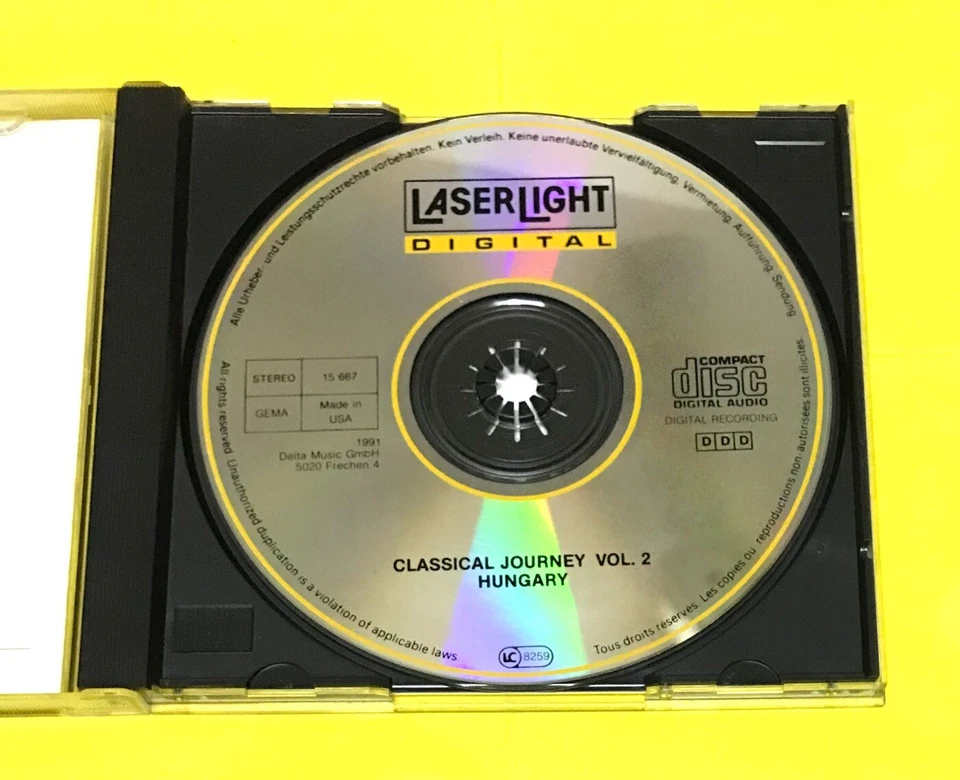 Alle Urheber- und Leistungsschutzrechte vorbehalten. Kein Verleih. Keine unerlaubte Vervielfältigung, Vermietung, Aufführung, Sendung
LASERLIGHT
DIGITAL
STEREO 15 667
GEMA Made in USA
1991
Delta Music GmbH
5020 Frechen 4
COMPACT
disc
DIGITAL AUDIO
DIGITAL RECORDING
DDD
CLASSICAL JOURNEY VOL. 2
HUNGARY
All rights reserved. Unauthorized duplication is a violation of applicable laws
LC 8259
Tous droits reservés. Les copies ou reproductions non-autorisées sont illicites